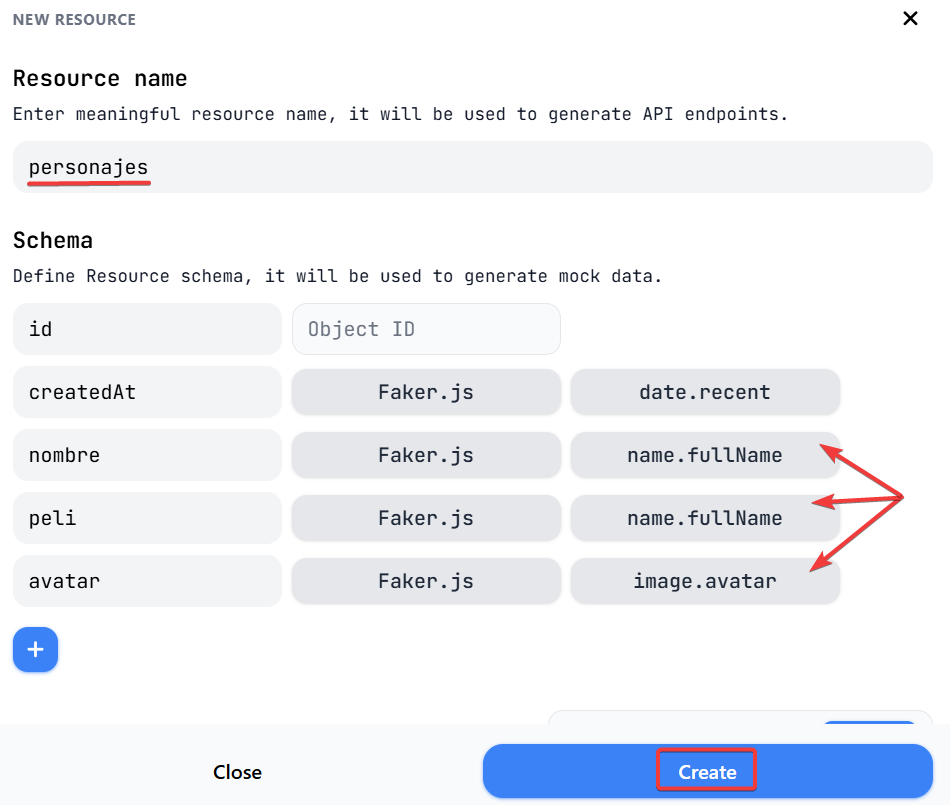 NEW RESOURCE
Resource name
Enter meaningful resource name, it will be used to generate API endpoints.
personajes
Schema
Define Resource schema, it will be used to generate mock data.
id Object ID
createdAt Faker.js date.recent
nombre Faker.js name.fullName
peli Faker.js name.fullName
avatar Faker.js image.avatar
Close Create